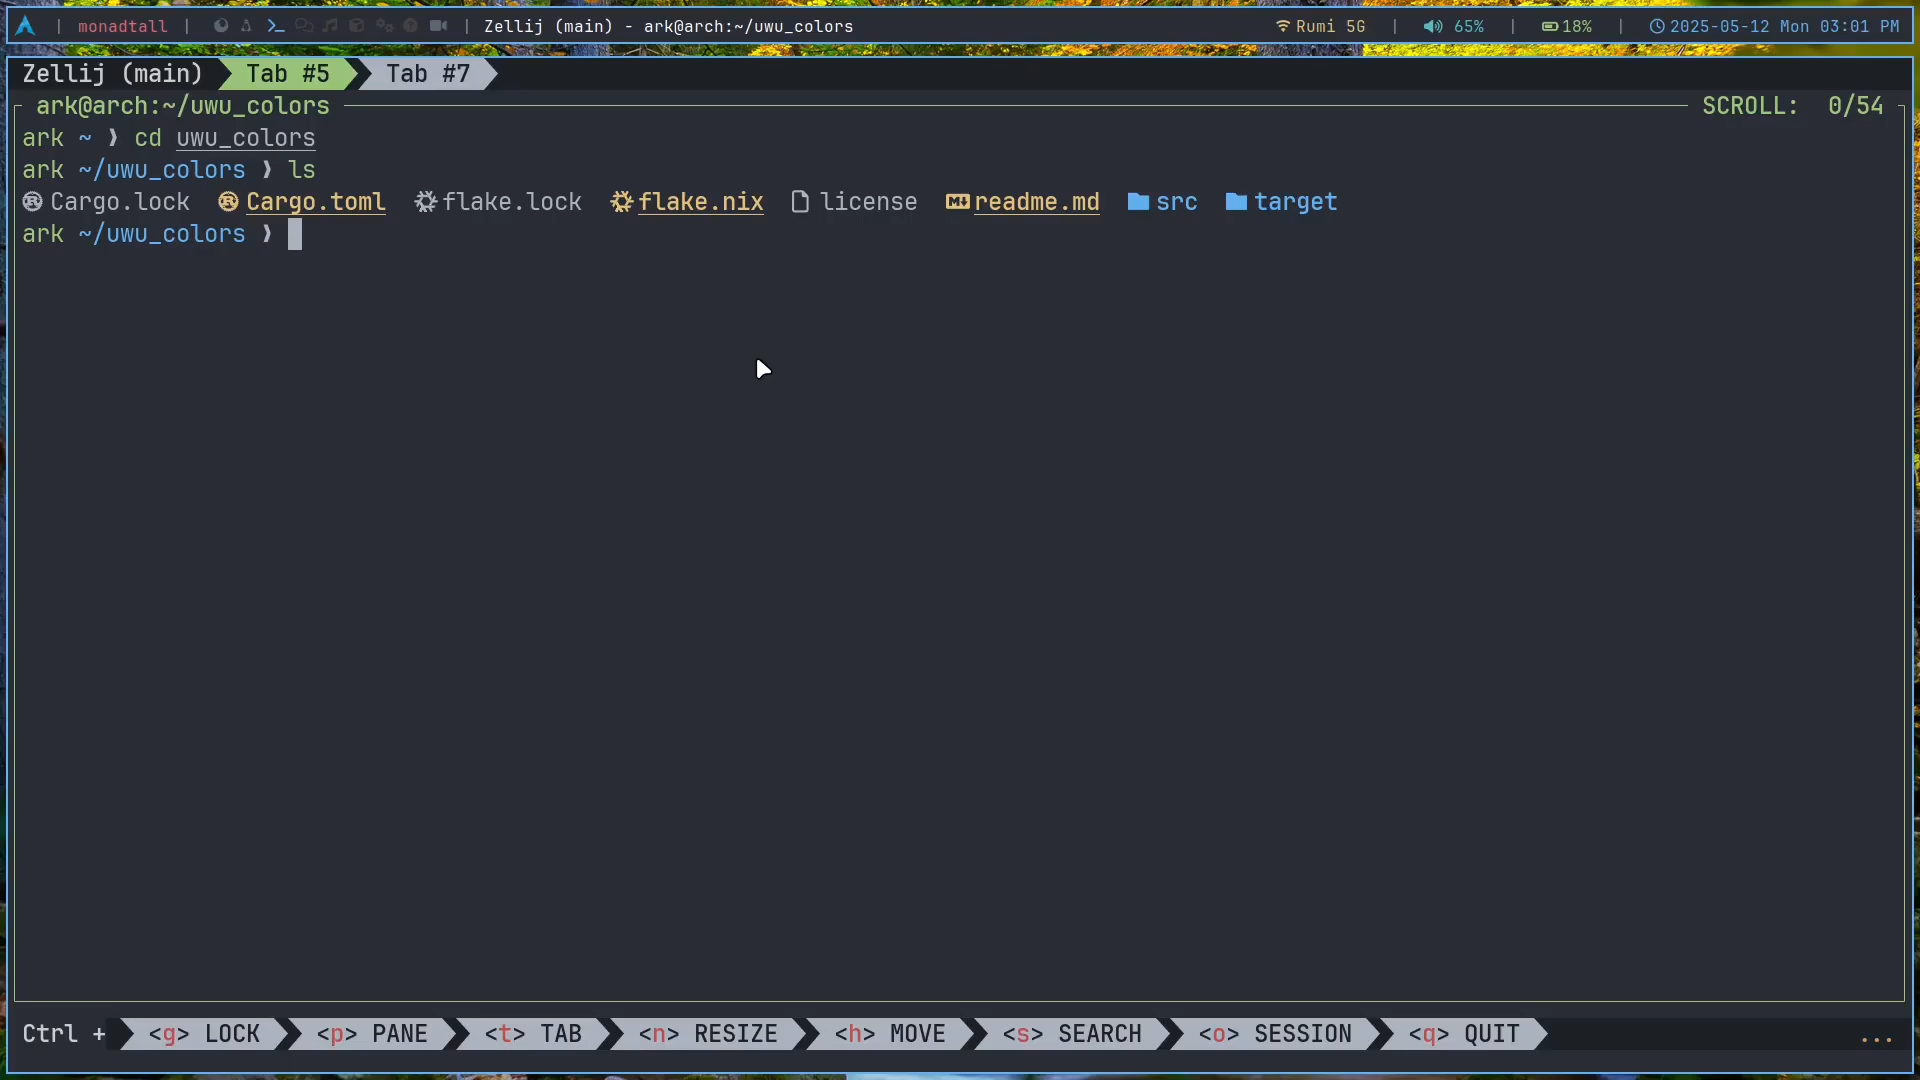 | monadtall | | Zellij (main) - ark@arch:~/uwu_colors Rumi 5G | 65% | 18% | 2025-05-12 Mon 03:01 PM
Zellij (main) Tab #5 Tab #7
ark@arch:~/uwu_colors SCROLL: 0/54
ark ~ ❯ cd uwu_colors
ark ~/uwu_colors ❯ ls
Cargo.lock Cargo.toml flake.lock flake.nix license readme.md src target
ark ~/uwu_colors ❯
Ctrl + <g> LOCK <p> PANE <t> TAB <n> RESIZE <h> MOVE <s> SEARCH <o> SESSION <q> QUIT ...